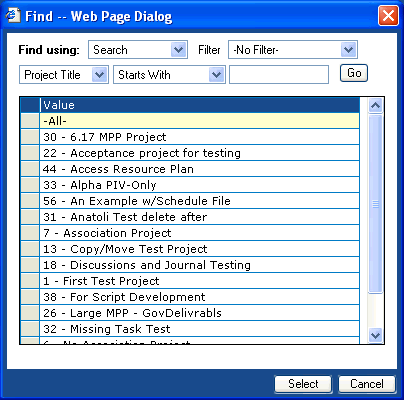 Find -- Web Page Dialog
Find using: Search Filter -No Filter-
Project Title Starts With Go
Value
-All-
30 - 6.17 MPP Project
22 - Acceptance project for testing
44 - Access Resource Plan
33 - Alpha PIV-Only
56 - An Example w/Schedule File
31 - Anatoli Test delete after
7 - Association Project
13 - Copy/Move Test Project
18 - Discussions and Journal Testing
1 - First Test Project
38 - For Script Development
26 - Large MPP - GovDelivrabls
32 - Missing Task Test
6 - No Association Project
Select Cancel